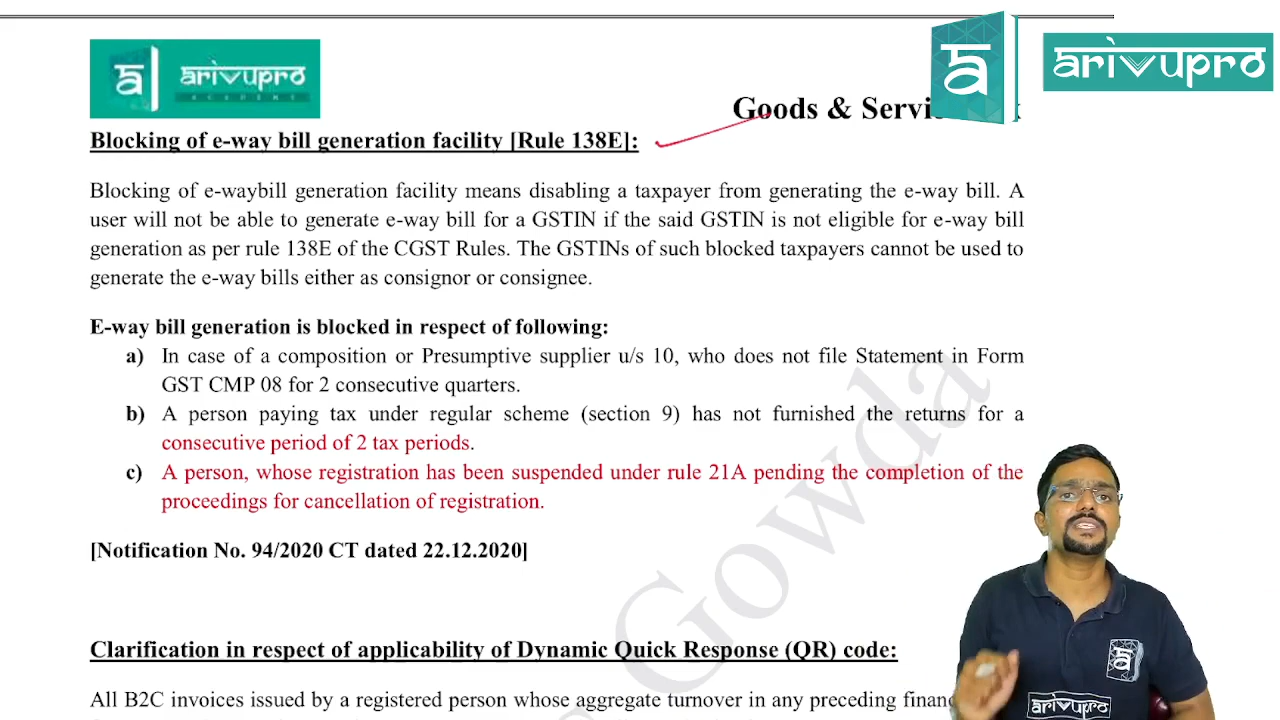 arivupro
ACADEMY
arivupro
Goods & Servi
Blocking of e-way bill generation facility [Rule 138E]:
Blocking of e-waybill generation facility means disabling a taxpayer from generating the e-way bill. A
user will not be able to generate e-way bill for a GSTIN if the said GSTIN is not eligible for e-way bill
generation as per rule 138E of the CGST Rules. The GSTINs of such blocked taxpayers cannot be used to
generate the e-way bills either as consignor or consignee.
E-way bill generation is blocked in respect of following:
a) In case of a composition or Presumptive supplier u/s 10, who does not file Statement in Form
GST CMP 08 for 2 consecutive quarters.
b) A person paying tax under regular scheme (section 9) has not furnished the returns for a
consecutive period of 2 tax periods.
c) A person, whose registration has been suspended under rule 21A pending the completion of the
proceedings for cancellation of registration.
[Notification No. 94/2020 CT dated 22.12.2020]
Gowda
Clarification in respect of applicability of Dynamic Quick Response (QR) code:
All B2C invoices issued by a registered person whose aggregate turnover in any preceding financ
arivupro